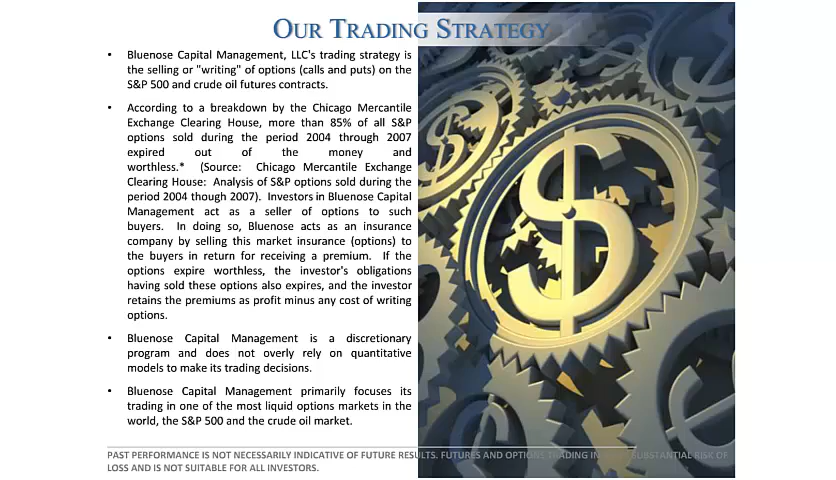 OUR TRADING STRATEGY
• Bluenose Capital Management, LLC's trading strategy is
the selling or "writing" of options (calls and puts) on the
S&P 500 and crude oil futures contracts.
• According to a breakdown by the Chicago Mercantile
Exchange Clearing House, more than 85% of all S&P
options sold during the period 2004 through 2007
expired out of the money and
worthless.* (Source: Chicago Mercantile Exchange
Clearing House: Analysis of S&P options sold during the
period 2004 though 2007). Investors in Bluenose Capital
Management act as a seller of options to such
buyers. In doing so, Bluenose acts as an insurance
company by selling this market insurance (options) to
the buyers in return for receiving a premium. If the
options expire worthless, the investor's obligations
having sold these options also expires, and the investor
retains the premiums as profit minus any cost of writing
options.
• Bluenose Capital Management is a discretionary
program and does not overly rely on quantitative
models to make its trading decisions.
• Bluenose Capital Management primarily focuses its
trading in one of the most liquid options markets in the
world, the S&P 500 and the crude oil market.
PAST PERFORMANCE IS NOT NECESSARILY INDICATIVE OF FUTURE RESULTS. FUTURES AND OPTIONS TRADING SUBSTANTIAL RISK OF
LOSS AND IS NOT SUITABLE FOR ALL INVESTORS.